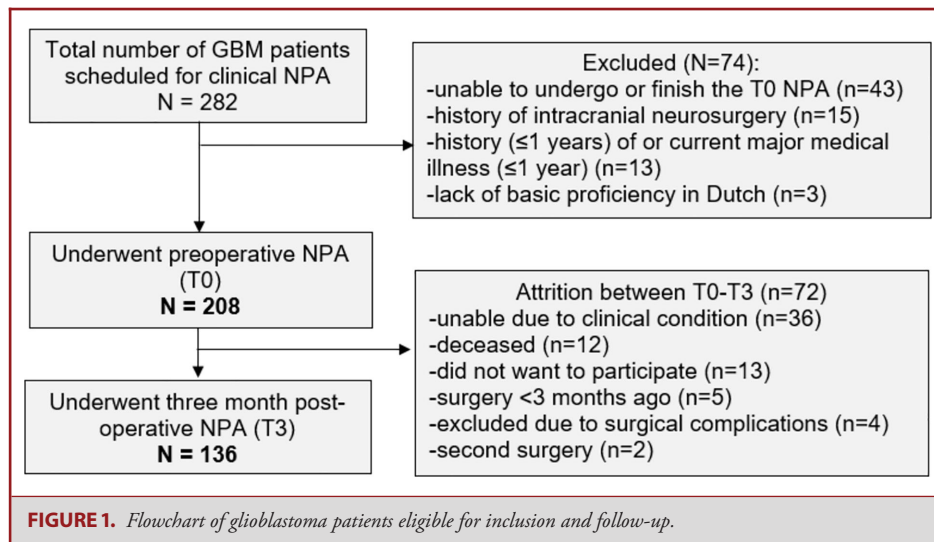 Total number of GBM patients
scheduled for clinical NPA
N = 282
Excluded (N=74):
-unable to undergo or finish the T0 NPA (n=43)
-history of intracranial neurosurgery (n=15)
-history (≤1 years) of or current major medical
illness (≤1 year) (n=13)
-lack of basic proficiency in Dutch (n=3)
Underwent preoperative NPA
(T0)
N = 208
Attrition between T0-T3 (n=72)
-unable due to clinical condition (n=36)
-deceased (n=12)
-did not want to participate (n=13)
-surgery <3 months ago (n=5)
-excluded due to surgical complications (n=4)
-second surgery (n=2)
Underwent three month post-
operative NPA (T3)
N = 136
FIGURE 1. Flowchart of glioblastoma patients eligible for inclusion and follow-up.